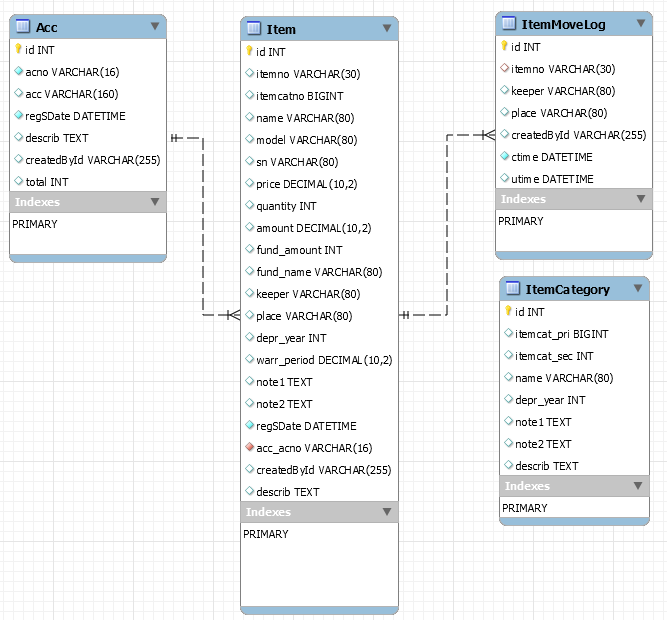 Acc
id INT
acno VARCHAR(16)
acc VARCHAR(160)
regSDate DATETIME
describ TEXT
createdById VARCHAR(255)
total INT
Indexes
PRIMARY
Item
id INT
itemno VARCHAR(30)
itemcatno BIGINT
name VARCHAR(80)
model VARCHAR(80)
sn VARCHAR(80)
price DECIMAL(10,2)
quantity INT
amount DECIMAL(10,2)
fund_amount INT
fund_name VARCHAR(80)
keeper VARCHAR(80)
place VARCHAR(80)
depr_year INT
warr_period DECIMAL(10,2)
note1 TEXT
note2 TEXT
regSDate DATETIME
acc_acno VARCHAR(16)
createdById VARCHAR(255)
describ TEXT
Indexes
PRIMARY
ItemMoveLog
id INT
itemno VARCHAR(30)
keeper VARCHAR(80)
place VARCHAR(80)
createdById VARCHAR(255)
ctime DATETIME
utime DATETIME
Indexes
PRIMARY
ItemCategory
id INT
itemcat_pri BIGINT
itemcat_sec INT
name VARCHAR(80)
depr_year INT
note1 TEXT
note2 TEXT
describ TEXT
Indexes
PRIMARY